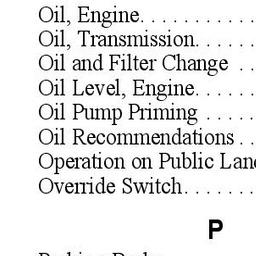 Oil, Engine. . . . . . . . . .
Oil, Transmission. . . . . .
Oil and Filter Change . .
Oil Level, Engine. . . . . .
Oil Pump Priming . . . . .
Oil Recommendations . .
Operation on Public Land
Override Switch. . . . . . .
P